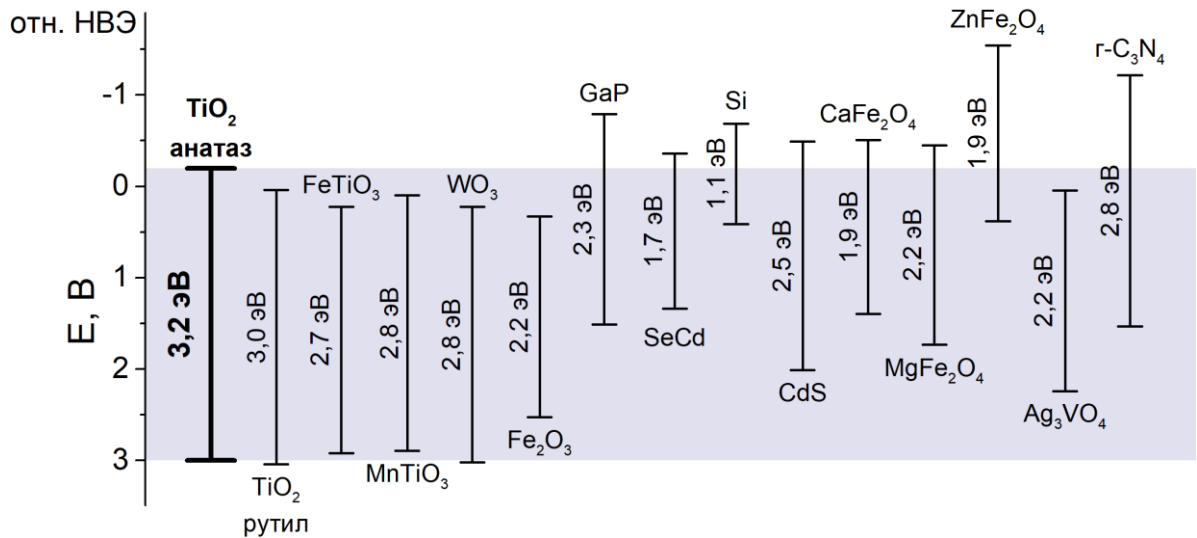 отн. НВЭ
E, В
-1
0
1
2
3
TiO₂
анатаз
3,2 эВ
3,0 эВ
TiO₂
рутил
FeTiO₃
2,7 эВ
2,8 эВ
MnTiO₃
WO₃
2,8 эВ
2,2 эВ
Fe₂O₃
GaP
2,3 эВ
1,7 эВ
SeCd
Si
1,1 эВ
2,5 эВ
CdS
CaFe₂O₄
1,9 эВ
2,2 эВ
MgFe₂O₄
ZnFe₂O₄
1,9 эВ
2,2 эВ
Ag₃VO₄
г-C₃N₄
2,8 эВ